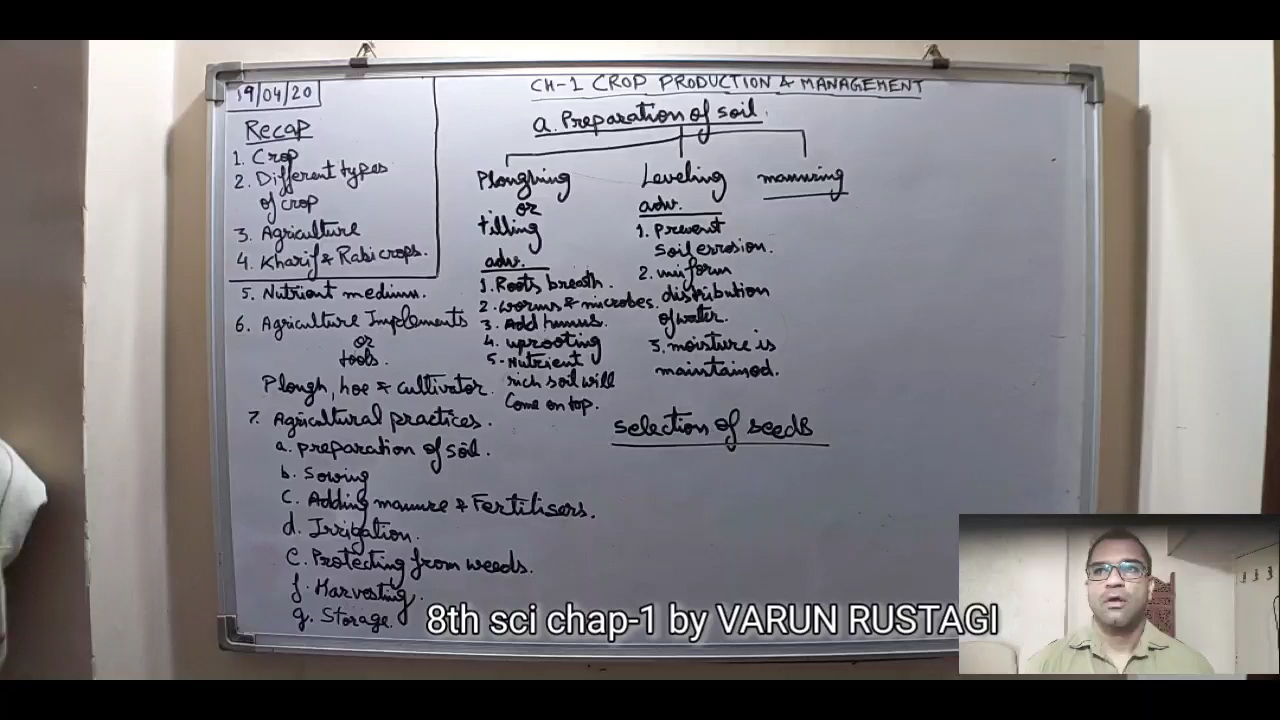 19/04/20
Recap
1. Crop
2. Different types
of crop
3. Agriculture
4. Kharif & Rabi crops.
5. Nutrient mediums.
6. Agriculture Implements
or
tools.
Plough, hoe & cultivator.
7. Agricultural practices.
a. preparation of soil.
b. Sowing
C. Adding manure & Fertilisers.
d. Irrigation.
C. Protecting from weeds.
f. Harvesting.
g. Storage.
CH-1 CROP PRODUCTION & MANAGEMENT
a. Preparation of soil.
Ploughing
or
tilling
adv.
1. Roots breath.
2. worms & microbes.
3. Add humus.
4. uprooting
5. Nutrient
rich soil will
Come on top.
Leveling
adv.
1. prevent
soil errosion.
2. uniform
distribution
of water.
3. moisture is
maintained.
manuring
selection of seeds
8th sci chap-1 by VARUN RUSTAGI